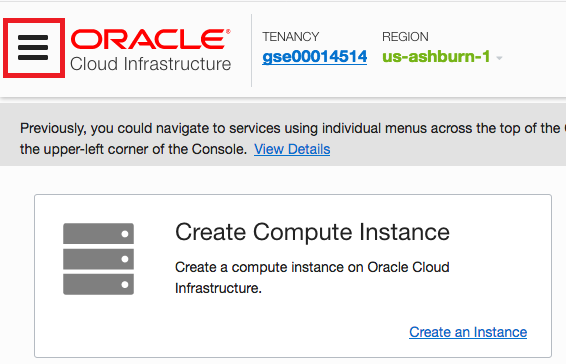 ORACLE
Cloud Infrastructure
TENANCY
gse00014514
REGION
us-ashburn-1
Previously, you could navigate to services using individual menus across the top of the
the upper-left corner of the Console. View Details
Create Compute Instance
Create a compute instance on Oracle Cloud
Infrastructure.
Create an Instance